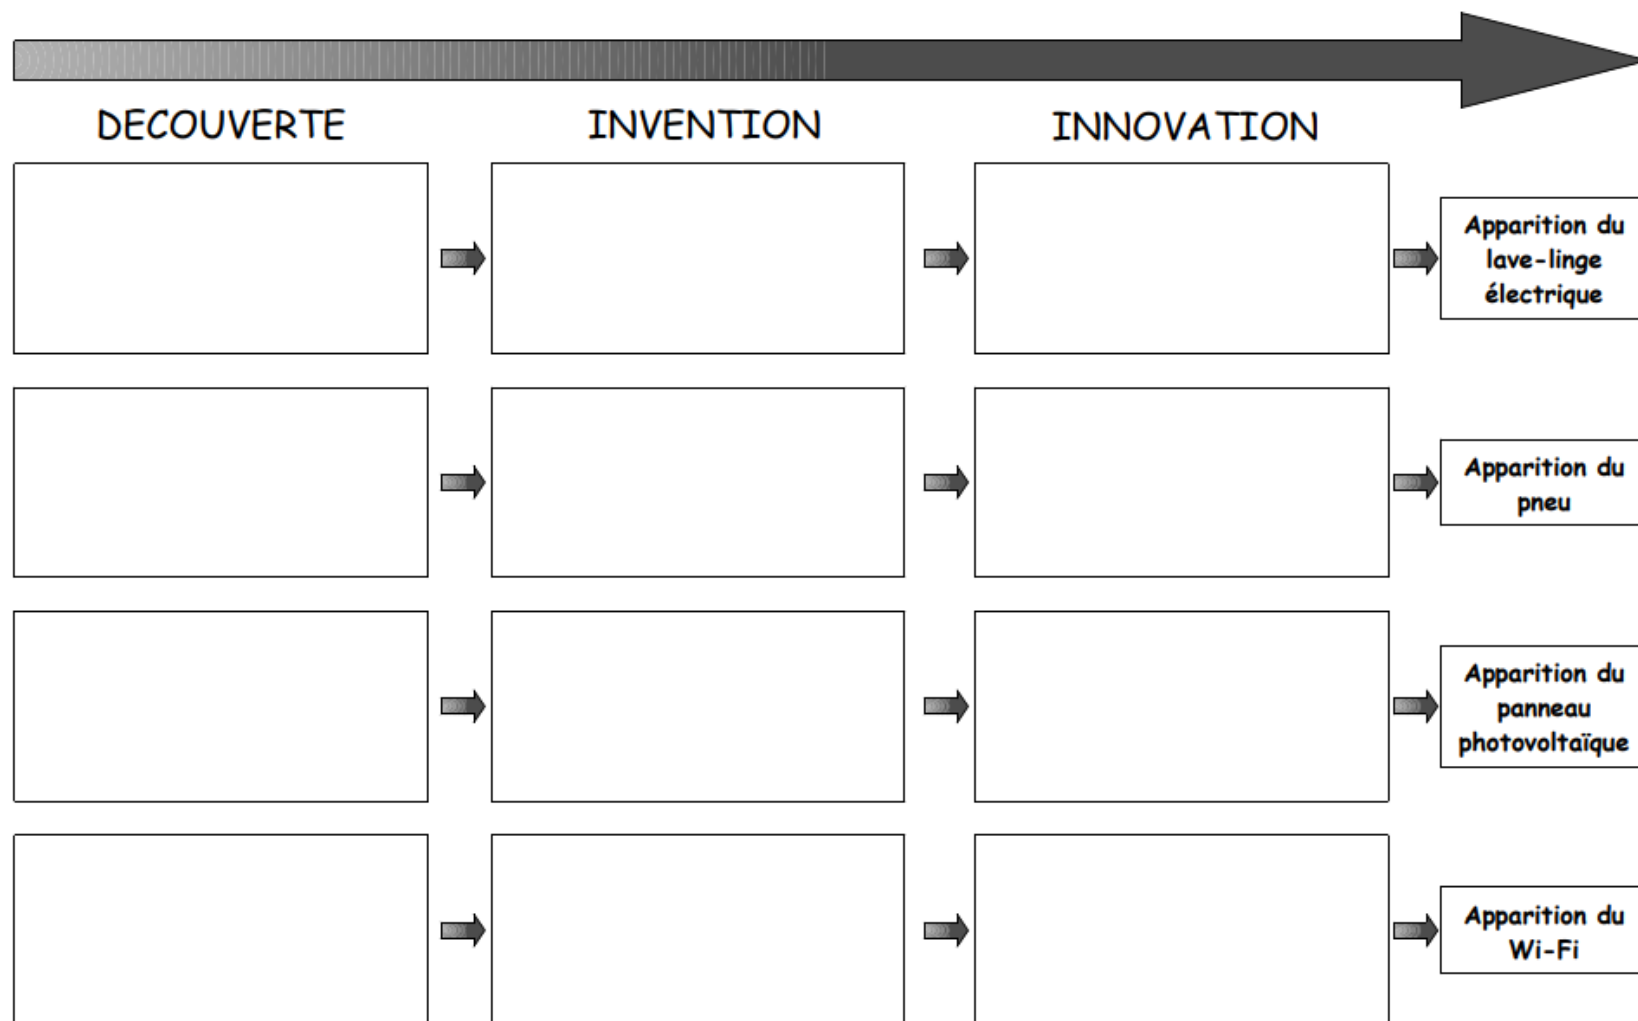 DECOUVERTE
INVENTION
INNOVATION
Apparition du
lave-linge
électrique
Apparition du
pneu
Apparition du
panneau
photovoltaïque
Apparition du
Wi-Fi